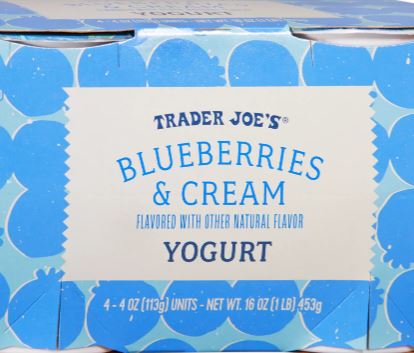 TRADER JOE'S®
BLUEBERRIES
& CREAM
FLAVORED WITH OTHER NATURAL FLAVOR
YOGURT
4 - 4 OZ (113g) UNITS - NET WT. 16 OZ (1 LB) 453g